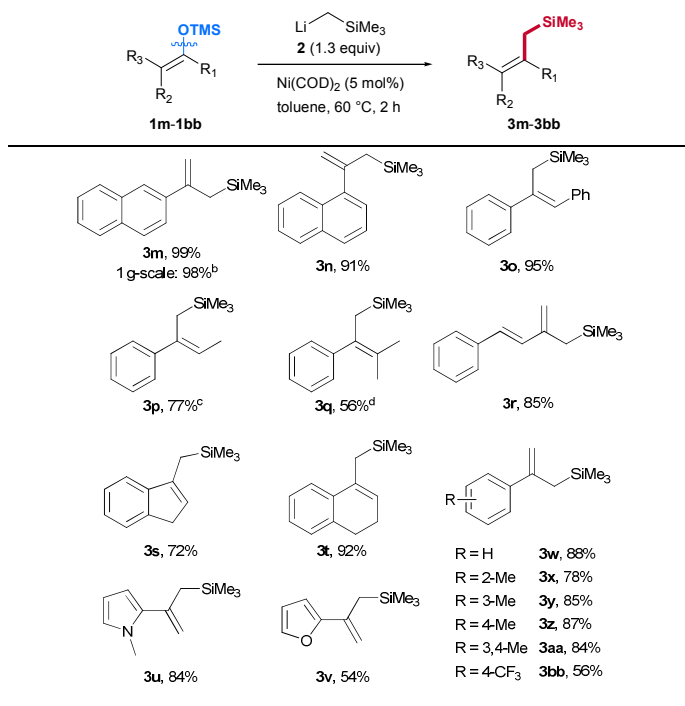 OTMS
R3
R2
R1
1m-1bb
Li
SiMe3
2 (1.3 equiv)
Ni(COD)2 (5 mol%)
toluene, 60 °C, 2 h
SiMe3
R3
R2
R1
3m-3bb
SiMe3
3m, 99%
1 g-scale: 98%b
SiMe3
3n, 91%
SiMe3
Ph
3o, 95%
SiMe3
3p, 77%c
SiMe3
3q, 56%d
SiMe3
3r, 85%
SiMe3
3s, 72%
SiMe3
3t, 92%
SiMe3
R
SiMe3
N
3u, 84%
SiMe3
O
3v, 54%
R = H 3w, 88%
R = 2-Me 3x, 78%
R = 3-Me 3y, 85%
R = 4-Me 3z, 87%
R = 3,4-Me 3aa, 84%
R = 4-CF3 3bb, 56%